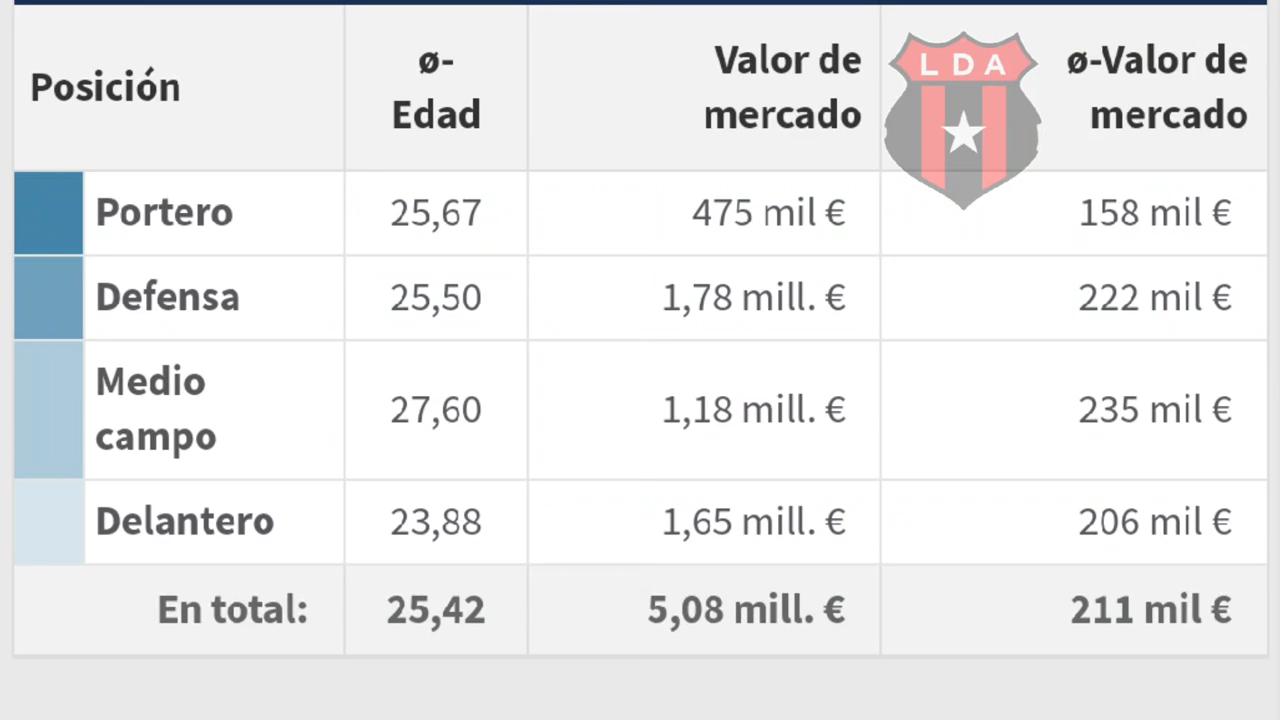 Posición
ø-
Edad
Valor de
mercado
LDA
ø-Valor de
mercado
Portero 25,67 475 mil € 158 mil €
Defensa 25,50 1,78 mill. € 222 mil €
Medio
campo 27,60 1,18 mill. € 235 mil €
Delantero 23,88 1,65 mill. € 206 mil €
En total: 25,42 5,08 mill. € 211 mil €